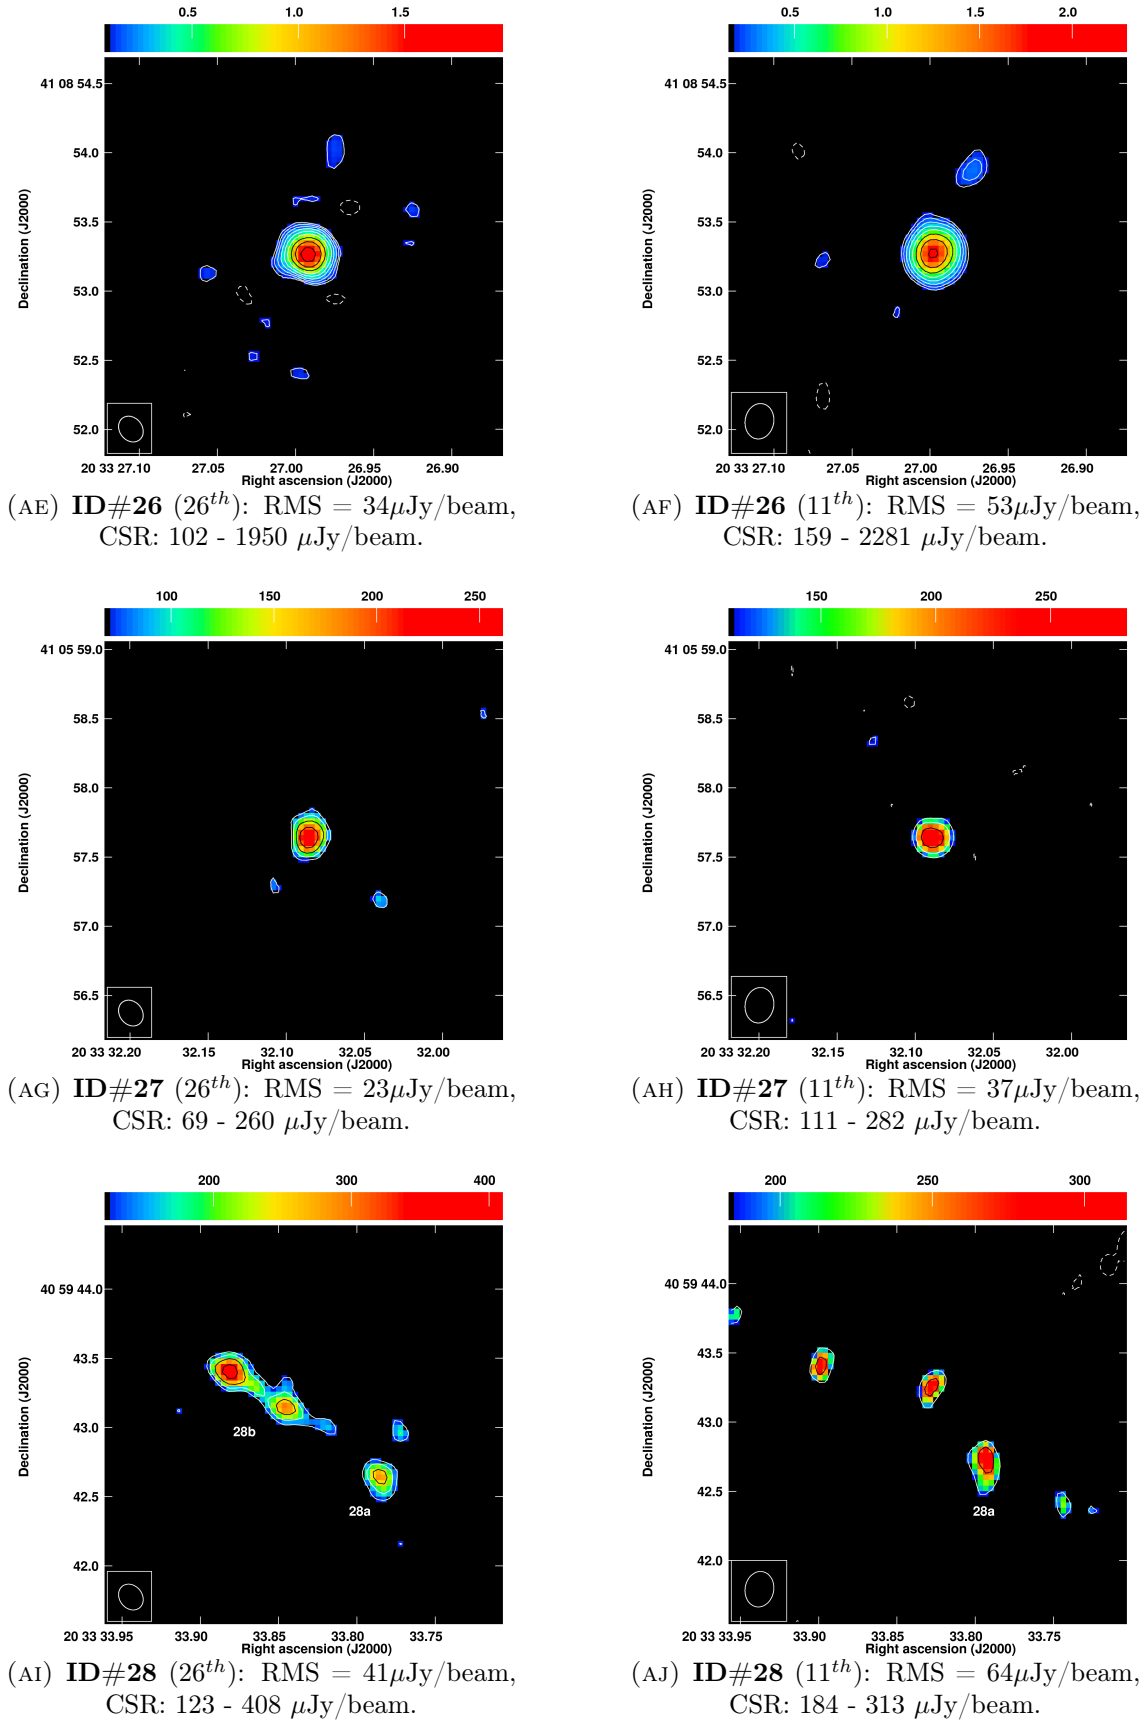 0.5 1.0 1.5
41 08 54.5
54.0
53.5
53.0
52.5
52.0
Declination (J2000)
20 33 27.10 27.05 27.00 26.95 26.90
Right ascension (J2000)
(AE) ID#26 (26th): RMS = 34μJy/beam,
CSR: 102 - 1950 μJy/beam.
0.5 1.0 1.5 2.0
41 08 54.5
54.0
53.5
53.0
52.5
52.0
Declination (J2000)
20 33 27.10 27.05 27.00 26.95 26.90
Right ascension (J2000)
(AF) ID#26 (11th): RMS = 53μJy/beam,
CSR: 159 - 2281 μJy/beam.
100 150 200 250
41 05 59.0
58.5
58.0
57.5
57.0
56.5
Declination (J2000)
20 33 32.20 32.15 32.10 32.05 32.00
Right ascension (J2000)
(AG) ID#27 (26th): RMS = 23μJy/beam,
CSR: 69 - 260 μJy/beam.
150 200 250
41 05 59.0
58.5
58.0
57.5
57.0
56.5
Declination (J2000)
20 33 32.20 32.15 32.10 32.05 32.00
Right ascension (J2000)
(AH) ID#27 (11th): RMS = 37μJy/beam,
CSR: 111 - 282 μJy/beam.
200 300 400
40 59 44.0
43.5
43.0
42.5
42.0
Declination (J2000)
28b
28a
20 33 33.95 33.90 33.85 33.80 33.75
Right ascension (J2000)
(AI) ID#28 (26th): RMS = 41μJy/beam,
CSR: 123 - 408 μJy/beam.
200 250 300
40 59 44.0
43.5
43.0
42.5
42.0
Declination (J2000)
28a
20 33 33.95 33.90 33.85 33.80 33.75
Right ascension (J2000)
(AJ) ID#28 (11th): RMS = 64μJy/beam,
CSR: 184 - 313 μJy/beam.